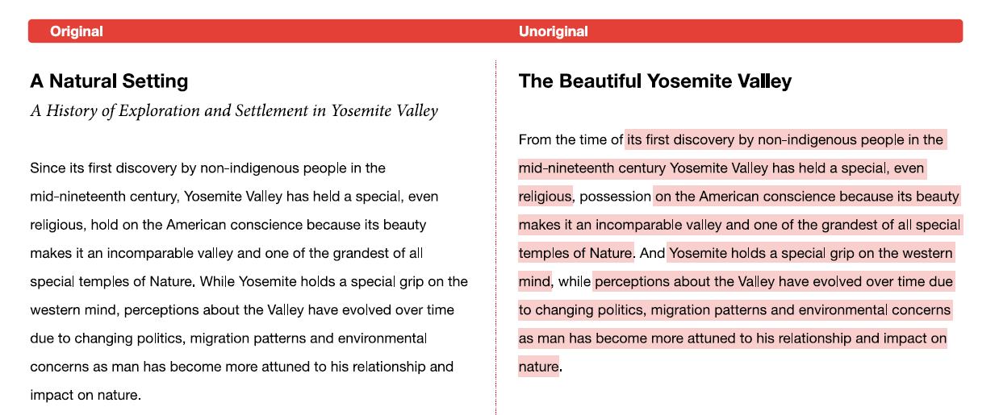 Original
Unoriginal
A Natural Setting
A History of Exploration and Settlement in Yosemite Valley
Since its first discovery by non-indigenous people in the
mid-nineteenth century, Yosemite Valley has held a special, even
religious, hold on the American conscience because its beauty
makes it an incomparable valley and one of the grandest of all
special temples of Nature. While Yosemite holds a special grip on the
western mind, perceptions about the Valley have evolved over time
due to changing politics, migration patterns and environmental
concerns as man has become more attuned to his relationship and
impact on nature.
The Beautiful Yosemite Valley
From the time of its first discovery by non-indigenous people in the
mid-nineteenth century Yosemite Valley has held a special, even
religious, possession on the American conscience because its beauty
makes it an incomparable valley and one of the grandest of all special
temples of Nature. And Yosemite holds a special grip on the western
mind, while perceptions about the Valley have evolved over time due
to changing politics, migration patterns and environmental concerns
as man has become more attuned to his relationship and impact on
nature.